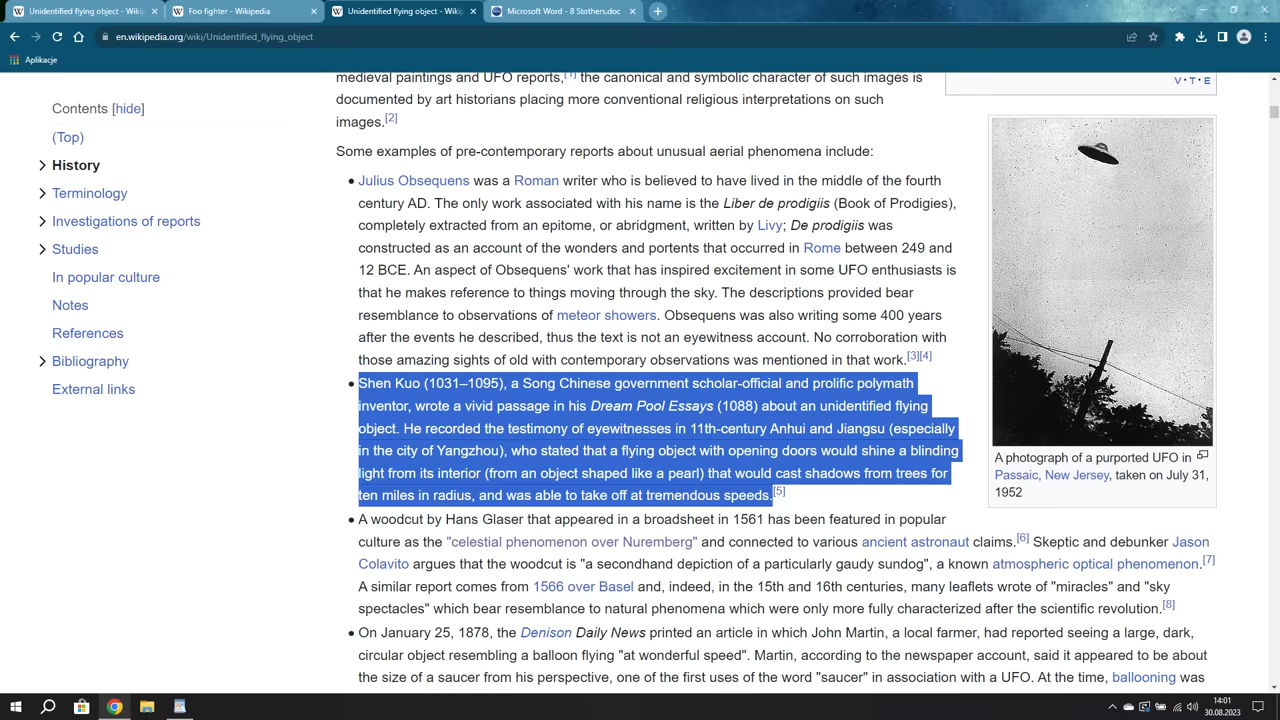 Unidentified flying object - Wiki
Foo fighter - Wikipedia
Unidentified flying object - Wiki
Microsoft Word - 8 Stothers.doc
en.wikipedia.org/wiki/Unidentified_flying_object
Aplikacje
Contents [hide]
(Top)
History
Terminology
Investigations of reports
Studies
In popular culture
Notes
References
Bibliography
External links
medieval paintings and UFO reports,[1] the canonical and symbolic character of such images is
documented by art historians placing more conventional religious interpretations on such
images.[2]
Some examples of pre-contemporary reports about unusual aerial phenomena include:
• Julius Obsequens was a Roman writer who is believed to have lived in the middle of the fourth
century AD. The only work associated with his name is the Liber de prodigiis (Book of Prodigies),
completely extracted from an epitome, or abridgment, written by Livy; De prodigiis was
constructed as an account of the wonders and portents that occurred in Rome between 249 and
12 BCE. An aspect of Obsequens' work that has inspired excitement in some UFO enthusiasts is
that he makes reference to things moving through the sky. The descriptions provided bear
resemblance to observations of meteor showers. Obsequens was also writing some 400 years
after the events he described, thus the text is not an eyewitness account. No corroboration with
those amazing sights of old with contemporary observations was mentioned in that work.[3][4]
• Shen Kuo (1031–1095), a Song Chinese government scholar-official and prolific polymath
inventor, wrote a vivid passage in his Dream Pool Essays (1088) about an unidentified flying
object. He recorded the testimony of eyewitnesses in 11th-century Anhui and Jiangsu (especially
in the city of Yangzhou), who stated that a flying object with opening doors would shine a blinding
light from its interior (from an object shaped like a pearl) that would cast shadows from trees for
ten miles in radius, and was able to take off at tremendous speeds.[5]
• A woodcut by Hans Glaser that appeared in a broadsheet in 1561 has been featured in popular
culture as the "celestial phenomenon over Nuremberg" and connected to various ancient astronaut claims.[6] Skeptic and debunker Jason
Colavito argues that the woodcut is "a secondhand depiction of a particularly gaudy sundog", a known atmospheric optical phenomenon.[7]
A similar report comes from 1566 over Basel and, indeed, in the 15th and 16th centuries, many leaflets wrote of "miracles" and "sky
spectacles" which bear resemblance to natural phenomena which were only more fully characterized after the scientific revolution.[8]
• On January 25, 1878, the Denison Daily News printed an article in which John Martin, a local farmer, had reported seeing a large, dark,
circular object resembling a balloon flying "at wonderful speed". Martin, according to the newspaper account, said it appeared to be about
the size of a saucer from his perspective, one of the first uses of the word "saucer" in association with a UFO. At the time, ballooning was
V · T · E
A photograph of a purported UFO in
Passaic, New Jersey, taken on July 31,
1952
14:01
30.08.2023